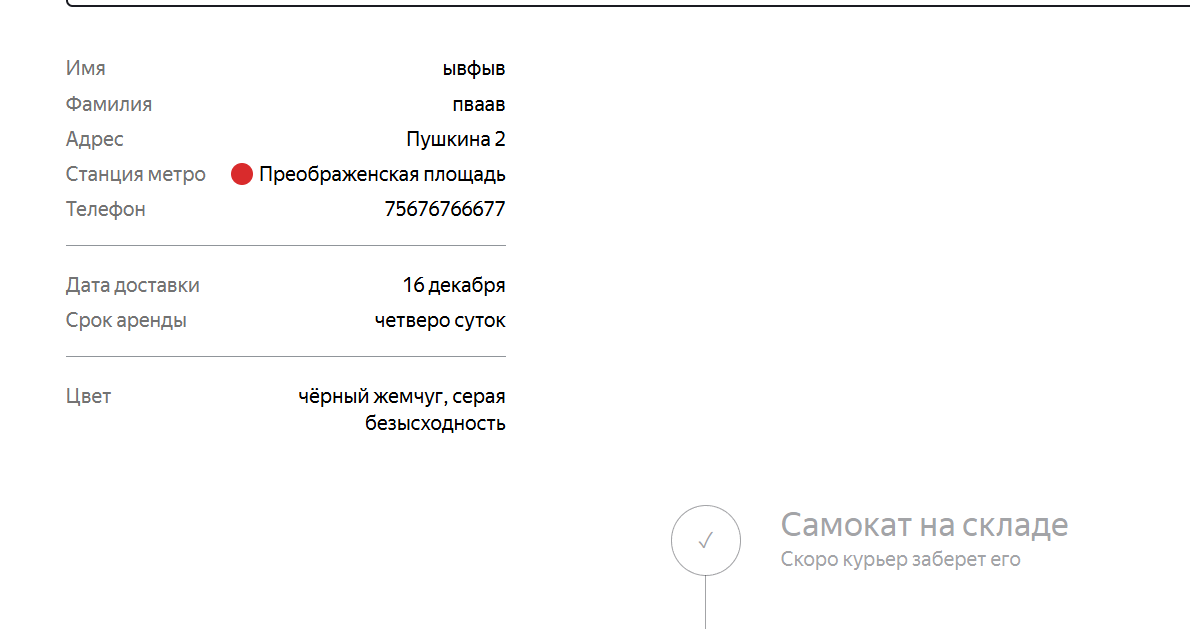 Имя ывфыв
Фамилия пваав
Адрес Пушкина 2
Станция метро Преображенская площадь
Телефон 75676766677
Дата доставки 16 декабря
Срок аренды четверо суток
Цвет чёрный жемчуг, серая
безысходность
Самокат на складе
Скоро курьер заберет его